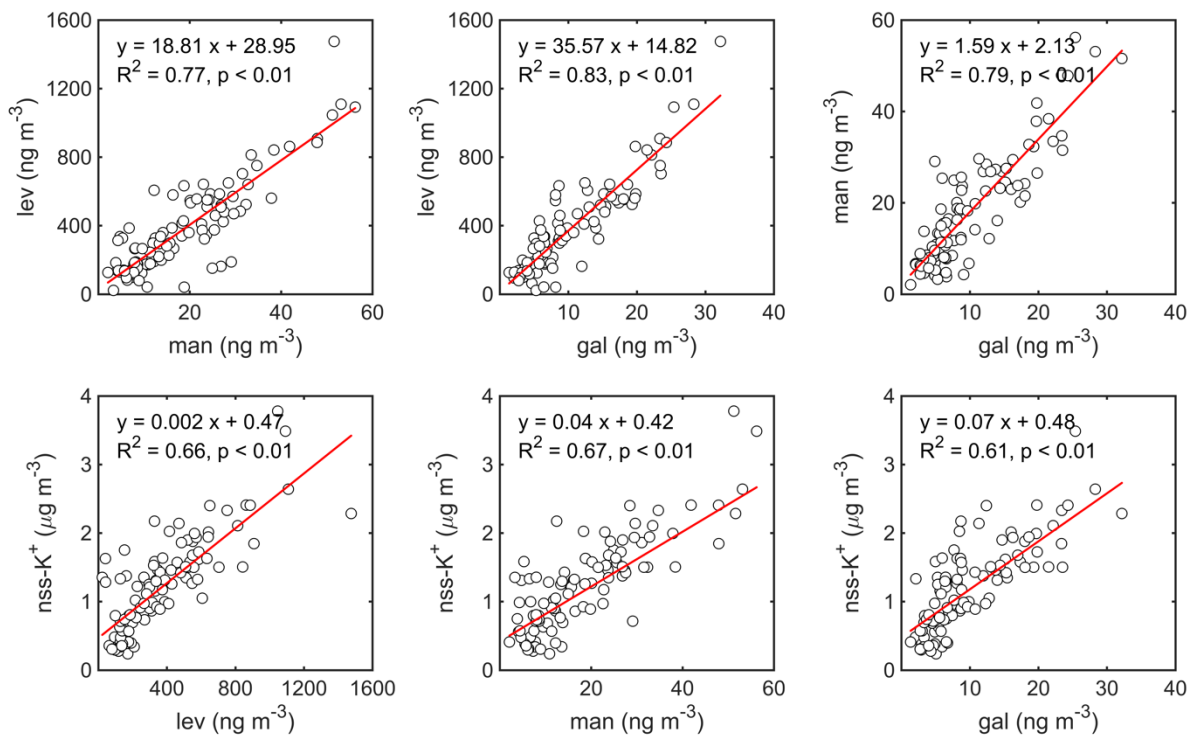 1600
1200
800
400
0
lev (ng m⁻³)
y = 18.81 x + 28.95
R² = 0.77, p < 0.01
20
40
60
man (ng m⁻³)
1600
1200
800
400
0
lev (ng m⁻³)
y = 35.57 x + 14.82
R² = 0.83, p < 0.01
10
20
30
40
gal (ng m⁻³)
60
40
20
0
man (ng m⁻³)
y = 1.59 x + 2.13
R² = 0.79, p < 0.01
10
20
30
40
gal (ng m⁻³)
4
3
2
1
0
nss-K⁺ (μg m⁻³)
y = 0.002 x + 0.47
R² = 0.66, p < 0.01
400
800
1200
1600
lev (ng m⁻³)
4
3
2
1
0
nss-K⁺ (μg m⁻³)
y = 0.04 x + 0.42
R² = 0.67, p < 0.01
20
40
60
man (ng m⁻³)
4
3
2
1
0
nss-K⁺ (μg m⁻³)
y = 0.07 x + 0.48
R² = 0.61, p < 0.01
10
20
30
40
gal (ng m⁻³)